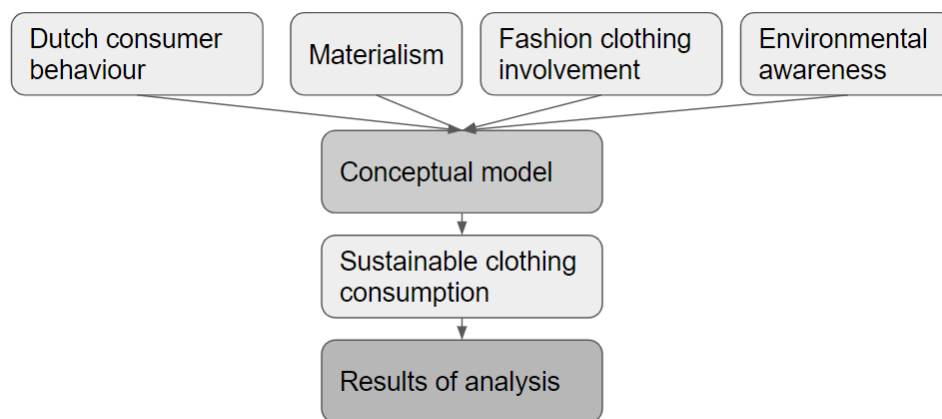 Dutch consumer
behaviour
Materialism
Fashion clothing
involvement
Environmental
awareness
Conceptual model
Sustainable clothing
consumption
Results of analysis